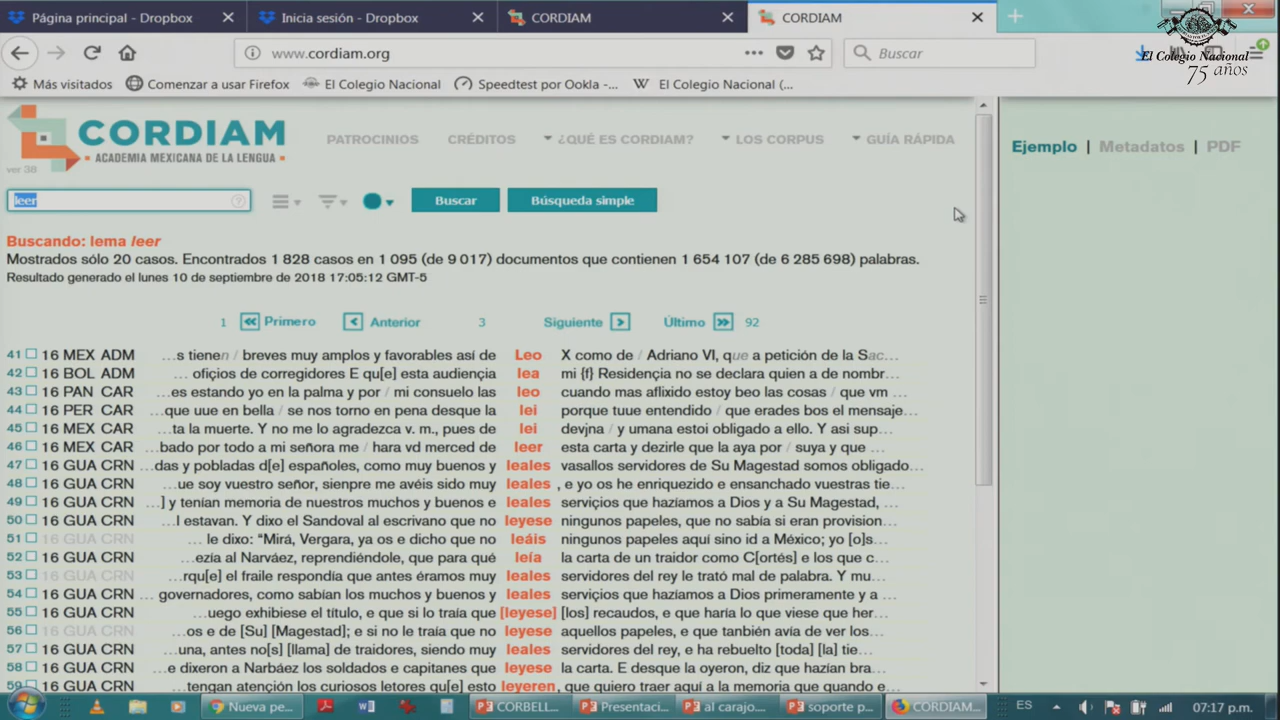 Página principal - Dropbox
Inicia sesión - Dropbox
CORDIAM
CORDIAM
www.cordiam.org
Buscar
El Colegio Nacional
75 años
Más visitados
Comenzar a usar Firefox
El Colegio Nacional
Speedtest por Ookla -...
W El Colegio Nacional (...
CORDIAM
ACADEMIA MEXICANA DE LA LENGUA
ver 38
PATROCINIOS CRÉDITOS ¿QUÉ ES CORDIAM? LOS CORPUS GUÍA RÁPIDA
Ejemplo | Metadatos | PDF
leer
Buscar
Búsqueda simple
Buscando: lema leer
Mostrados sólo 20 casos. Encontrados 1 828 casos en 1 095 (de 9 017) documentos que contienen 1 654 107 (de 6 285 698) palabras.
Resultado generado el lunes 10 de septiembre de 2018 17:05:12 GMT-5
1 Primero Anterior 3 Siguiente Último 92
41 16 MEX ADM ...s tienen / breves muy amplos y favorables así de Leo X como de / Adriano VI, que a petición de la Sac...
42 16 BOL ADM ... ofiçios de corregidores E qu[e] esta audiençia lea mi {f} Residençia no se declara quien a de nombr...
43 16 PAN CAR ...es estando yo en la palma y por / mi consuelo las leo cuando mas aflixido estoy beo las cosas / que vm ...
44 16 PER CAR ...que uue en bella / se nos torno en pena desque la lei porque tuue entendido / que erades bos el mensaje...
45 16 MEX CAR ...ta la muerte. Y no me lo agradezca v. m., pues de lei devjna / y umana estoi obligado a ello. Y asi sup...
46 16 MEX CAR ...bado por todo a mi señora me / hara vd merced de leer esta carta y dezirle que la aya por / suya y que ...
47 16 GUA CRN ...das y pobladas d[e] españoles, como muy buenos y leales vasallos servidores de Su Magestad somos obligado...
48 16 GUA CRN ...ue soy vuestro señor, sienpre me avéis sido muy leales , e yo os he enriquezido e ensanchado vuestras tie...
49 16 GUA CRN ...] y tenían memoria de nuestros muchos y buenos e leales serviçios que hazíamos a Dios y a Su Magestad, ...
50 16 GUA CRN ...l estavan. Y dixo el Sandoval al escrivano que no leyese ningunos papeles, que no sabía si eran provision...
51 16 GUA CRN ... le dixo: “Mirá, Vergara, ya os e dicho que no leáis ningunos papeles aquí sino id a México; yo [o]s...
52 16 GUA CRN ...ezía al Narváez, reprendiéndole, que para qué leía la carta de un traidor como C[ortés] e los que c...
53 16 GUA CRN ...rqu[e] el fraile respondía que antes éramos muy leales servidores del rey le trató mal de palabra. Y mu...
54 16 GUA CRN ... governadores, como sabían los muchos y buenos e leales serviçios que hazíamos a Dios primeramente y a ...
55 16 GUA CRN ...uego exhibiese el título, e que si lo traía que [leyese] [los] recaudos, e que haría lo que viese que her...
56 16 GUA CRN ...os e de [Su] [Magestad]; e si no le traía que no leyese aquellos papeles, e que tanbién avía de ver los...
57 16 GUA CRN ...una, antes no[s] [llama] de traidores, siendo muy leales servidores del rey, e ha rebuelto [toda] [la] tie...
58 16 GUA CRN ...e dixeron a Narbáez los soldados e capitanes que leyese la carta. E desque la oyeron, diz que hazían bra...
59 16 GUA CRN ... tengan atención los curiosos letores qu[e] esto leyeren , que quiero traer aquí a la memoria que quando e...
Nueva pe...
CORBELL...
Presentaci...
al carajo...
soporte p...
CORDIAM...
ES
07:17 p.m.